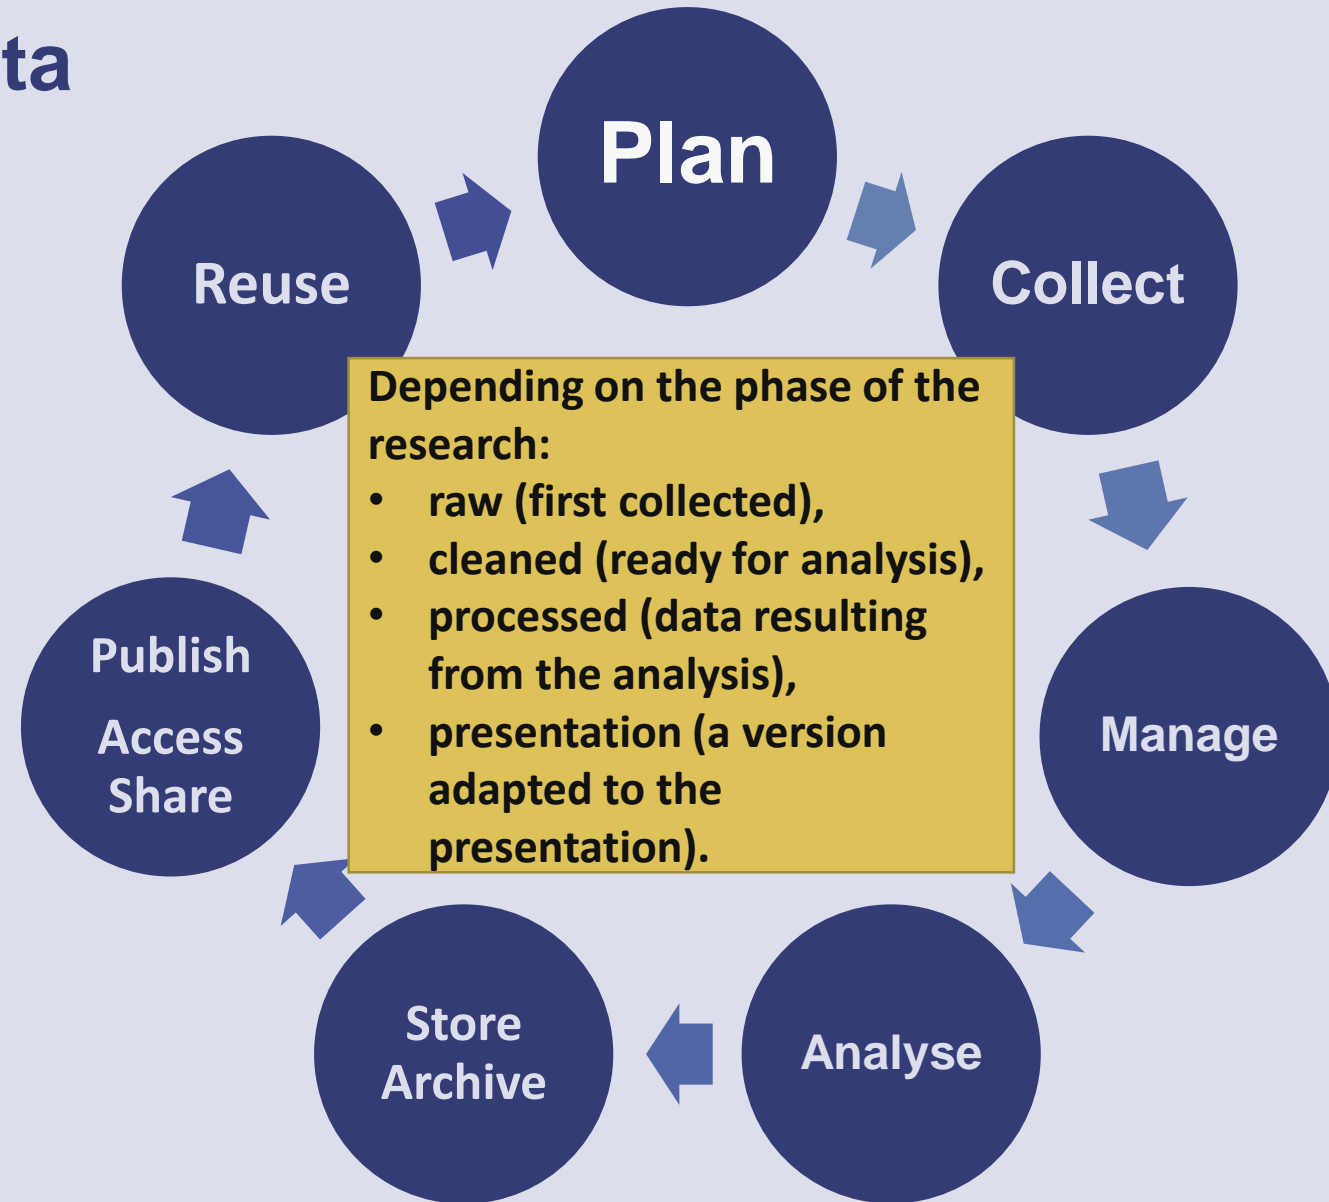 ta
Plan
Collect
Manage
Analyse
Store
Archive
Publish
Access
Share
Reuse
Depending on the phase of the
research:
• raw (first collected),
• cleaned (ready for analysis),
• processed (data resulting
from the analysis),
• presentation (a version
adapted to the
presentation).